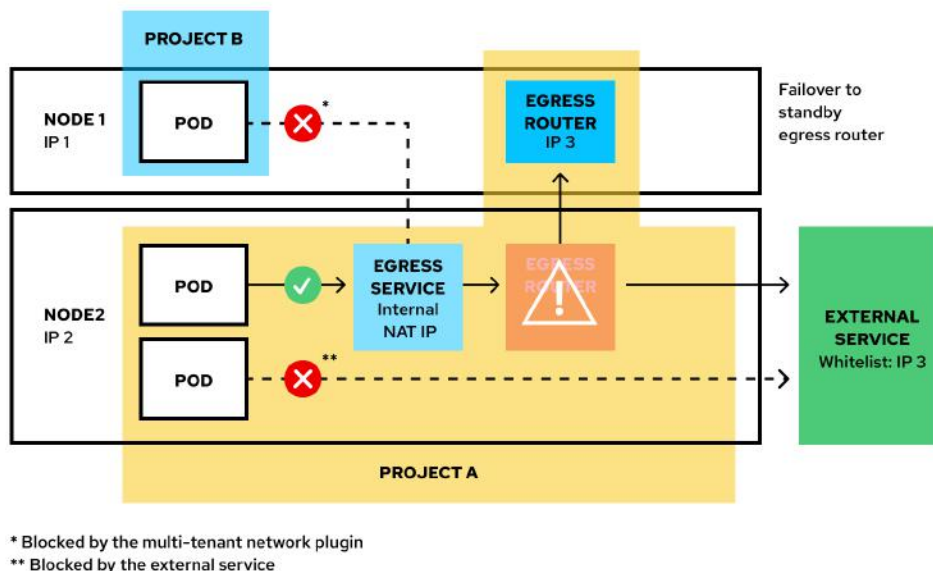 PROJECT B
NODE 1
IP 1
POD
*
EGRESS
ROUTER
IP 3
Failover to
standby
egress router
NODE2
IP 2
POD
EGRESS
SERVICE
Internal
NAT IP
EGRESS
ROUTER
POD
**
EXTERNAL
SERVICE
Whitelist: IP 3
PROJECT A
* Blocked by the multi-tenant network plugin
** Blocked by the external service